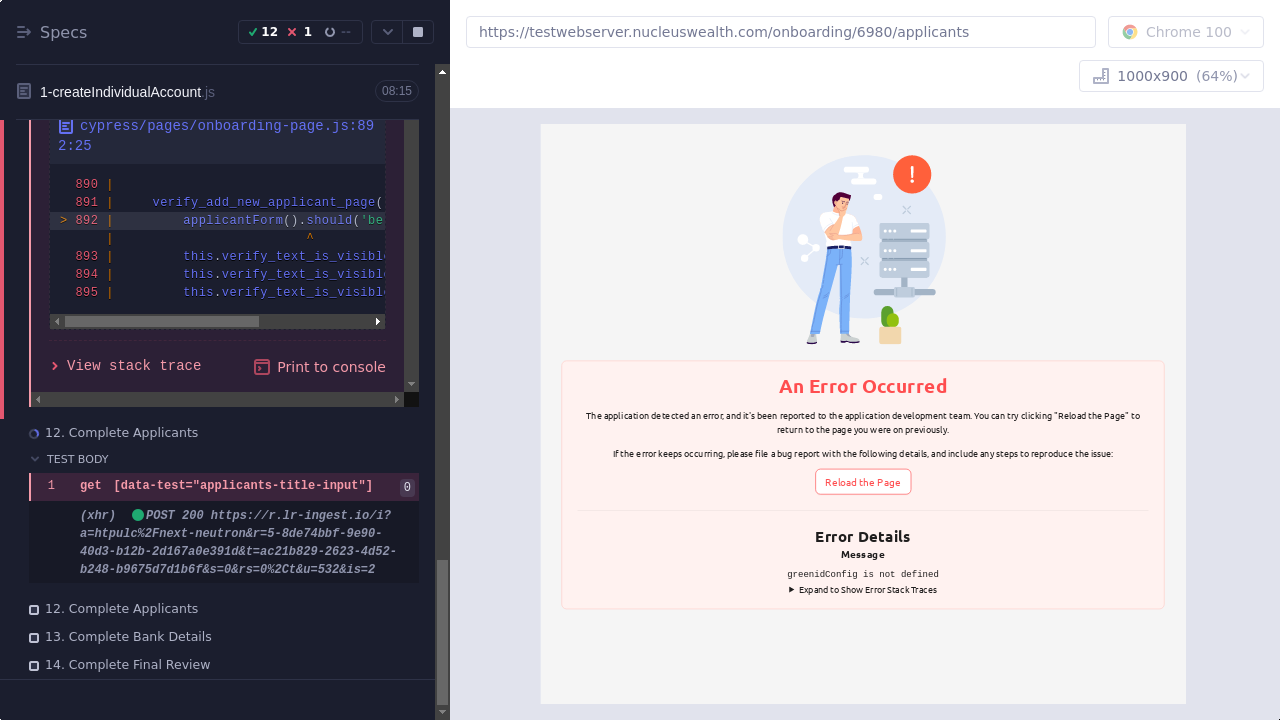 Specs
12 1 --
https://testwebserver.nucleuswealth.com/onboarding/6980/applicants
Chrome 100
1000x900 (64%)
1-createIndividualAccount.js
08:15
cypress/pages/onboarding-page.js:89
2:25
890 |
891 | verify_add_new_applicant_page(
> 892 | applicantForm().should('be
| ^
893 | this.verify_text_is_visible
894 | this.verify_text_is_visible
895 | this.verify_text_is_visible
View stack trace
Print to console
12. Complete Applicants
TEST BODY
1 get [data-test="applicants-title-input"] 0
(xhr) POST 200 https://r.lr-ingest.io/i?
a=htpulc%2Fnext-neutron&r=5-8de74bbf-9e90-
40d3-b12b-2d167a0e391d&t=ac21b829-2623-4d52-
b248-b9675d7d1b6f&s=0&rs=0%2Ct&u=532&is=2
12. Complete Applicants
13. Complete Bank Details
14. Complete Final Review
!
An Error Occurred
The application detected an error, and it's been reported to the application development team. You can try clicking "Reload the Page" to
return to the page you were on previously.
If the error keeps occurring, please file a bug report with the following details, and include any steps to reproduce the issue:
Reload the Page
Error Details
Message
greenidConfig is not defined
Expand to Show Error Stack Traces